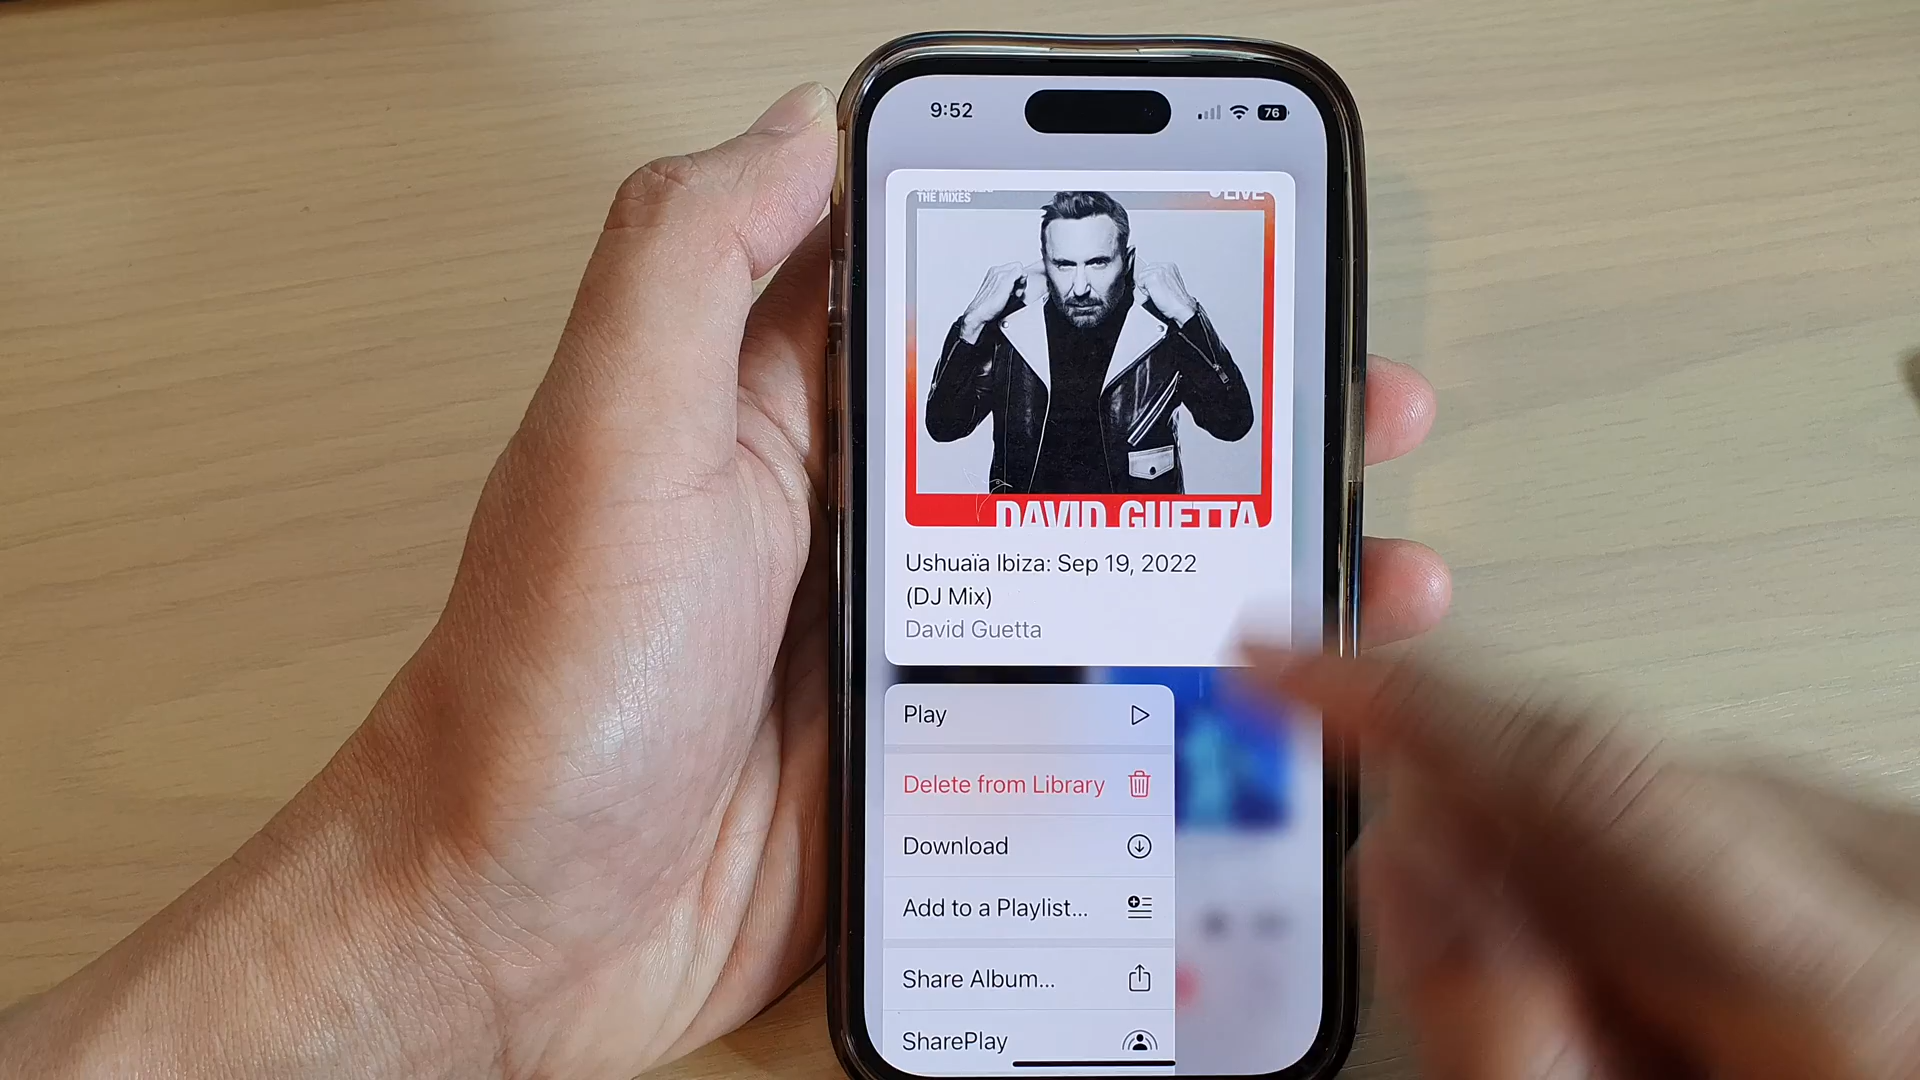 9:52
76
THE MIXES
LIVE
DAVID GUETTA
Ushuaïa Ibiza: Sep 19, 2022
(DJ Mix)
David Guetta
Play
Delete from Library
Download
Add to a Playlist...
Share Album...
SharePlay